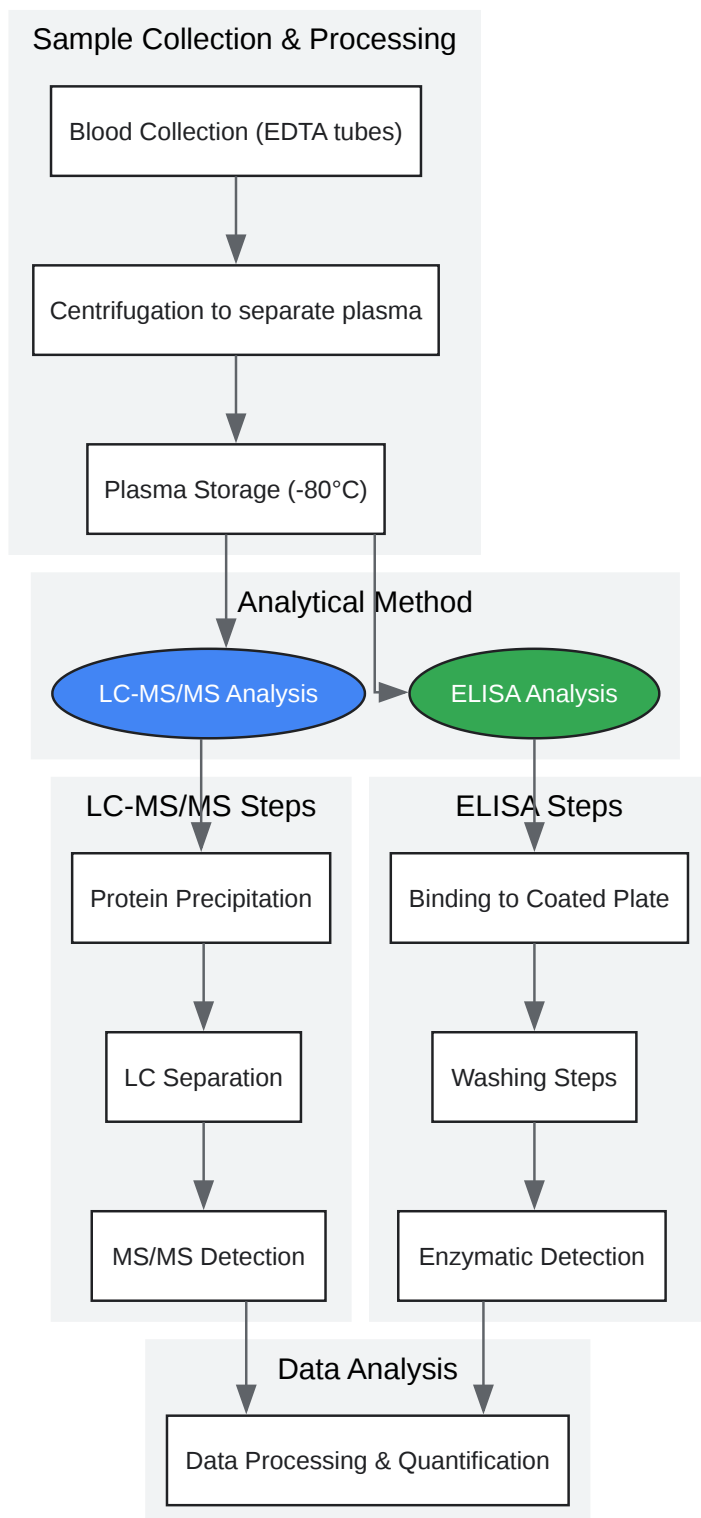 Sample Collection & Processing
Blood Collection (EDTA tubes)
Centrifugation to separate plasma
Plasma Storage (-80°C)
Analytical Method
LC-MS/MS Analysis
ELISA Analysis
LC-MS/MS Steps
Protein Precipitation
LC Separation
MS/MS Detection
ELISA Steps
Binding to Coated Plate
Washing Steps
Enzymatic Detection
Data Analysis
Data Processing & Quantification